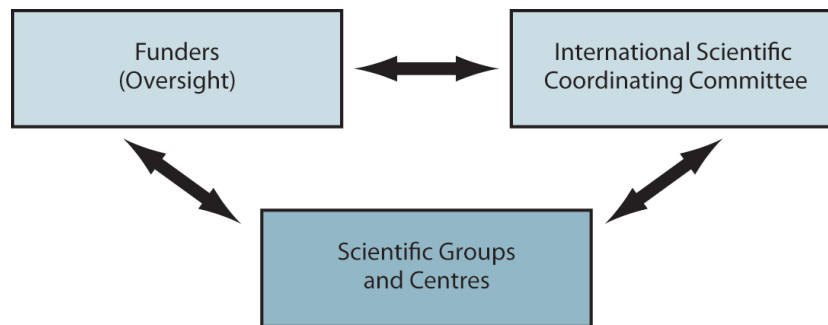 Funders
(Oversight)
International Scientific
Coordinating Committee
Scientific Groups
and Centres